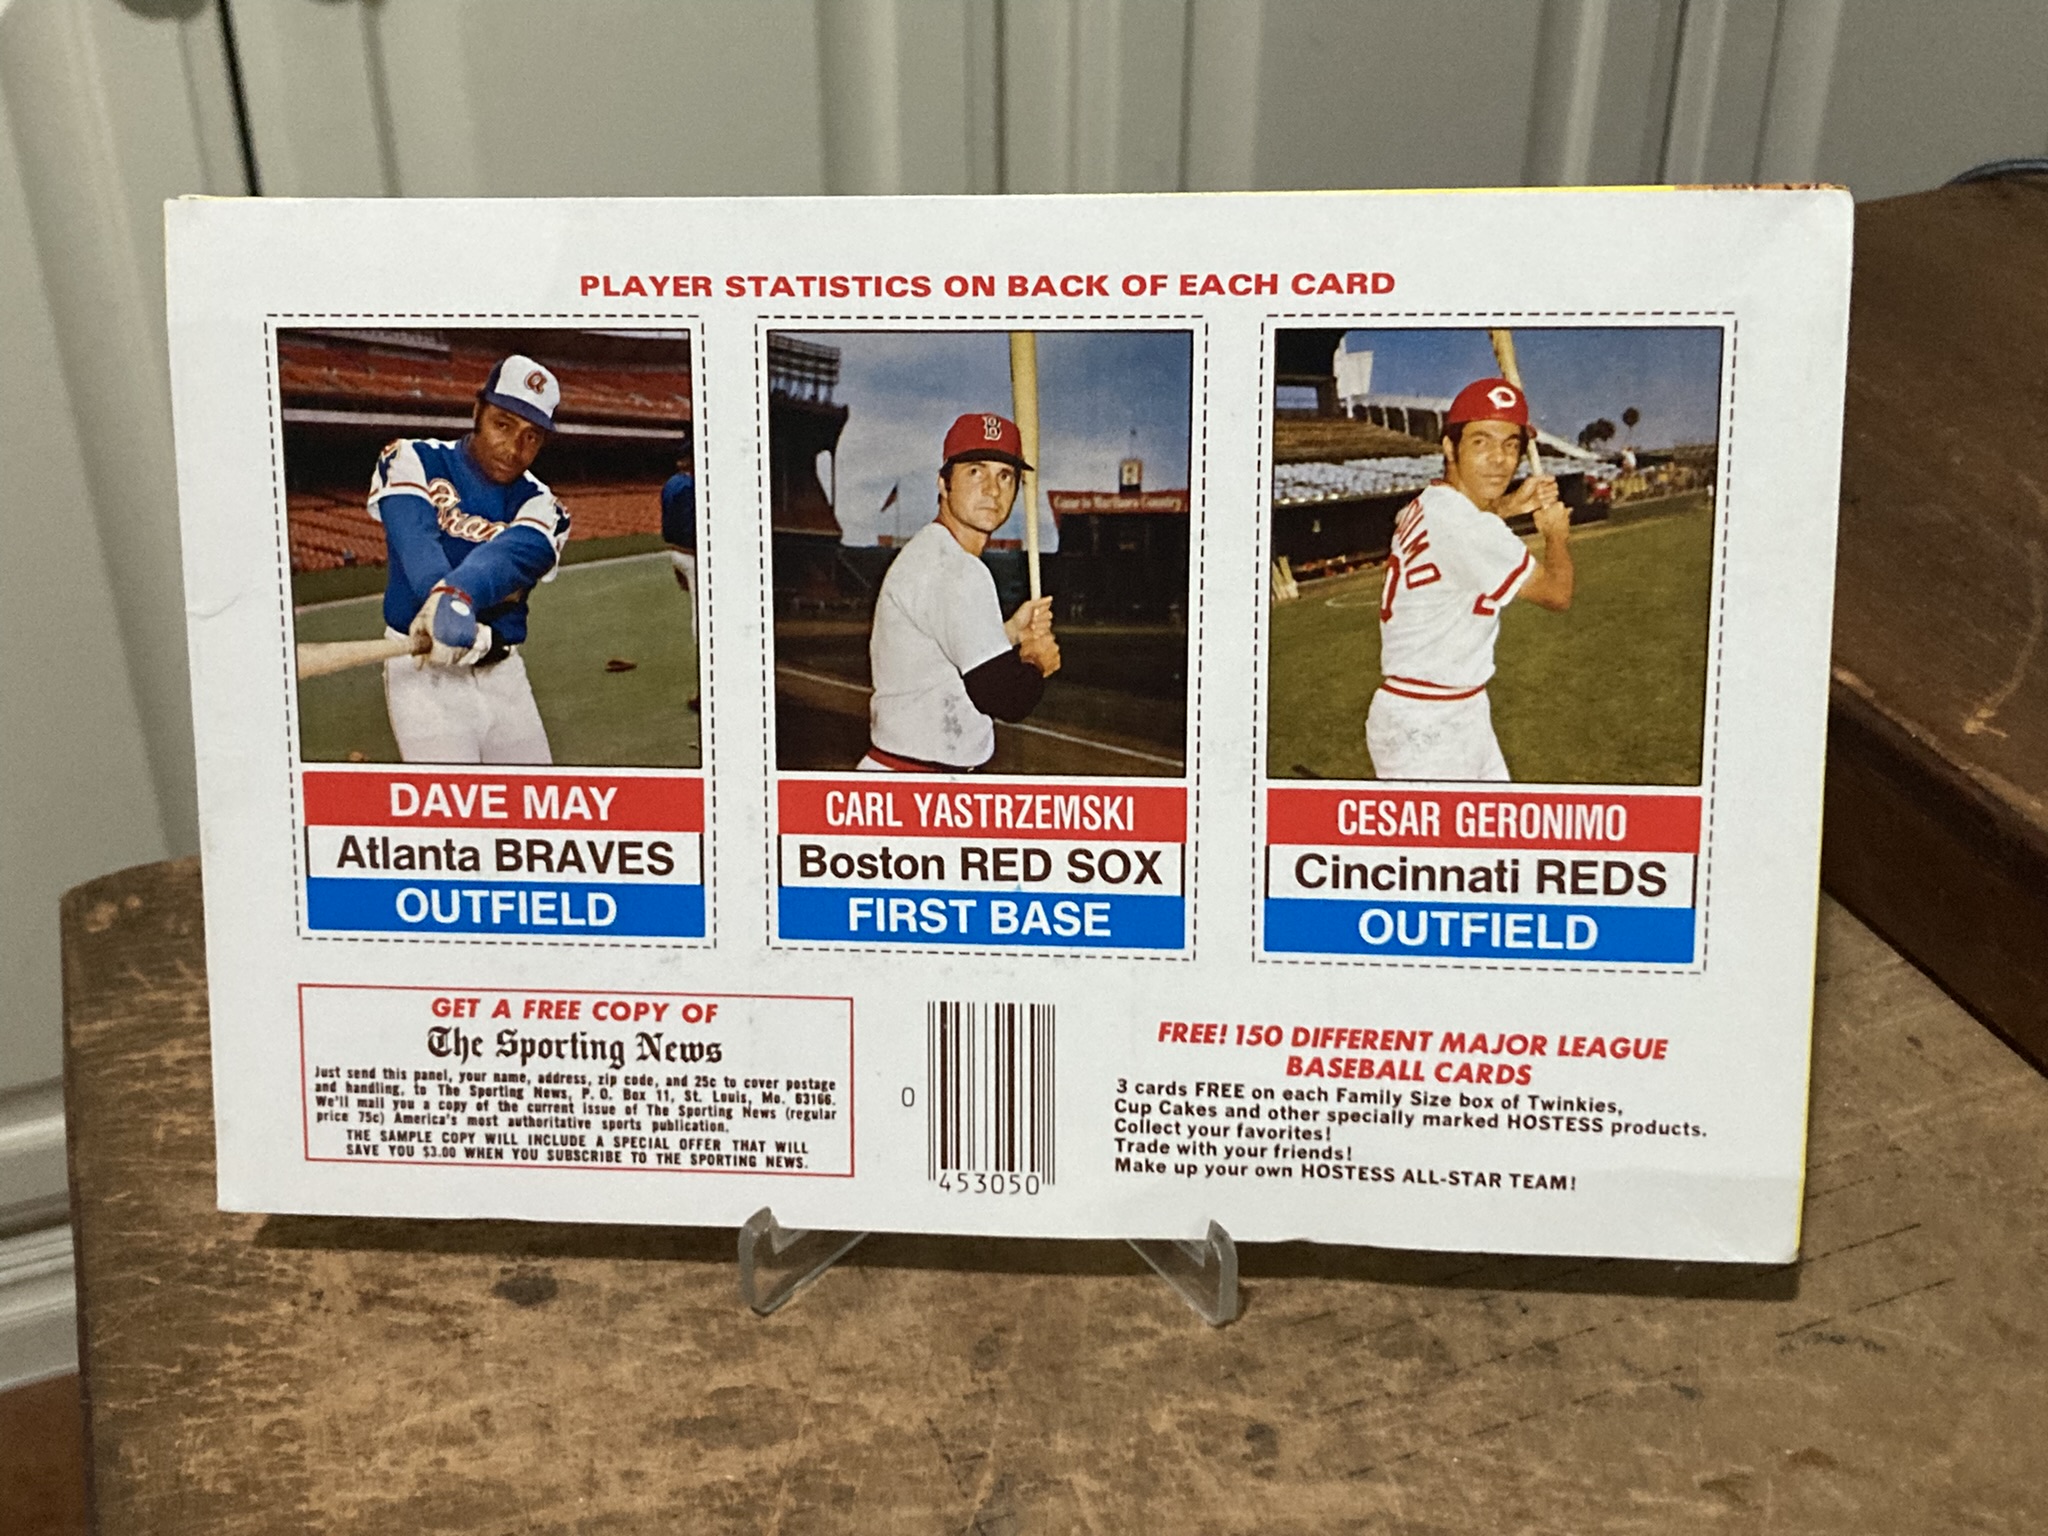 PLAYER STATISTICS ON BACK OF EACH CARD
a
Braves
DAVE MAY
Atlanta BRAVES
OUTFIELD
B
Come to Marlboro Country
CARL YASTRZEMSKI
Boston RED SOX
FIRST BASE
C
CESAR GERONIMO
Cincinnati REDS
OUTFIELD
GET A FREE COPY OF
The Sporting News
Just send this panel, your name, address, zip code, and 25c to cover postage
and handling, to The Sporting News, P. O. Box 11, St. Louis, Mo. 63166.
We'll mail you a copy of the current issue of The Sporting News (regular
price 75c) America's most authoritative sports publication.
THE SAMPLE COPY WILL INCLUDE A SPECIAL OFFER THAT WILL
SAVE YOU $3.00 WHEN YOU SUBSCRIBE TO THE SPORTING NEWS.
0
453050
FREE! 150 DIFFERENT MAJOR LEAGUE
BASEBALL CARDS
3 cards FREE on each Family Size box of Twinkies,
Cup Cakes and other specially marked HOSTESS products.
Collect your favorites!
Trade with your friends!
Make up your own HOSTESS ALL-STAR TEAM!